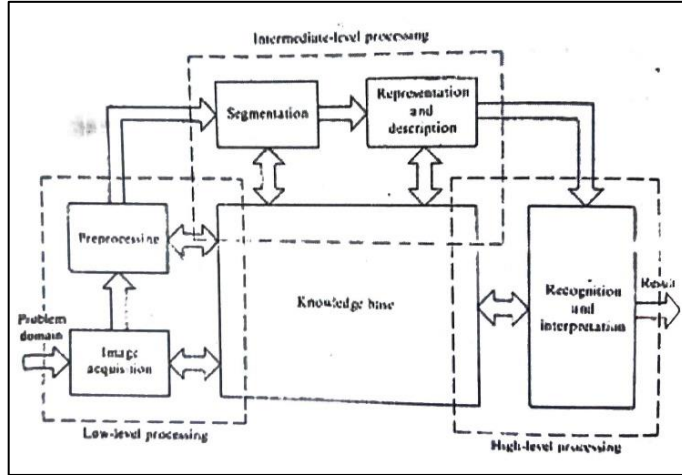 Intermediate-level processing
Segmentation
Representation
and
description
Preprocessing
Knowledge base
Recognition
and
interpretation
Result
Problem
domain
Image
acquisition
Low-level processing
High-level processing